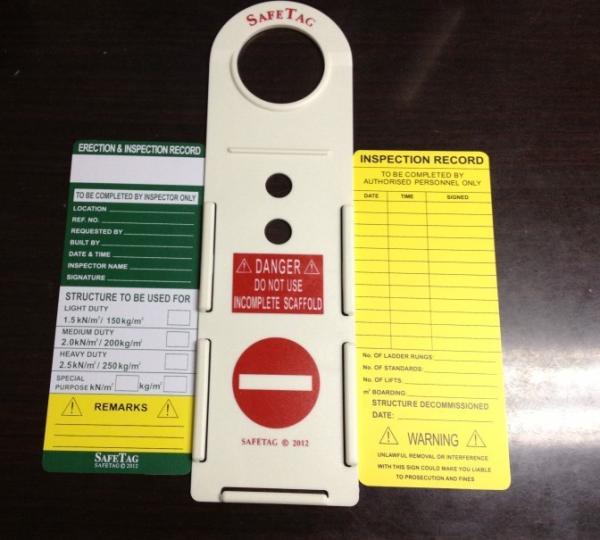 SAFETAG
DANGER
DO NOT USE
INCOMPLETE SCAFFOLD
SAFETAG © 2012
ERECTION & INSPECTION RECORD
TO BE COMPLETED BY INSPECTOR ONLY
LOCATION
REF. NO.
REQUESTED BY
BUILT BY
DATE & TIME
INSPECTOR NAME
SIGNATURE
STRUCTURE TO BE USED FOR
LIGHT DUTY
1.5 kN/m²/ 150kg/m²
MEDIUM DUTY
2.0kN/m²/ 200kg/m²
HEAVY DUTY
2.5kN/m²/ 250kg/m²
SPECIAL
PURPOSE kN/m² kg/m²
REMARKS
SAFETAG
SAFETAG © 2012
INSPECTION RECORD
TO BE COMPLETED BY
AUTHORISED PERSONNEL ONLY
DATE TIME SIGNED
No. OF LADDER RUNGS:
No. OF STANDARDS:
No. OF LIFTS:
m² BOARDING:
STRUCTURE DECOMMISSIONED
DATE:
WARNING
UNLAWFUL REMOVAL OR INTERFERENCE
WITH THIS SIGN COULD MAKE YOU LIABLE
TO PROSECUTION AND FINES